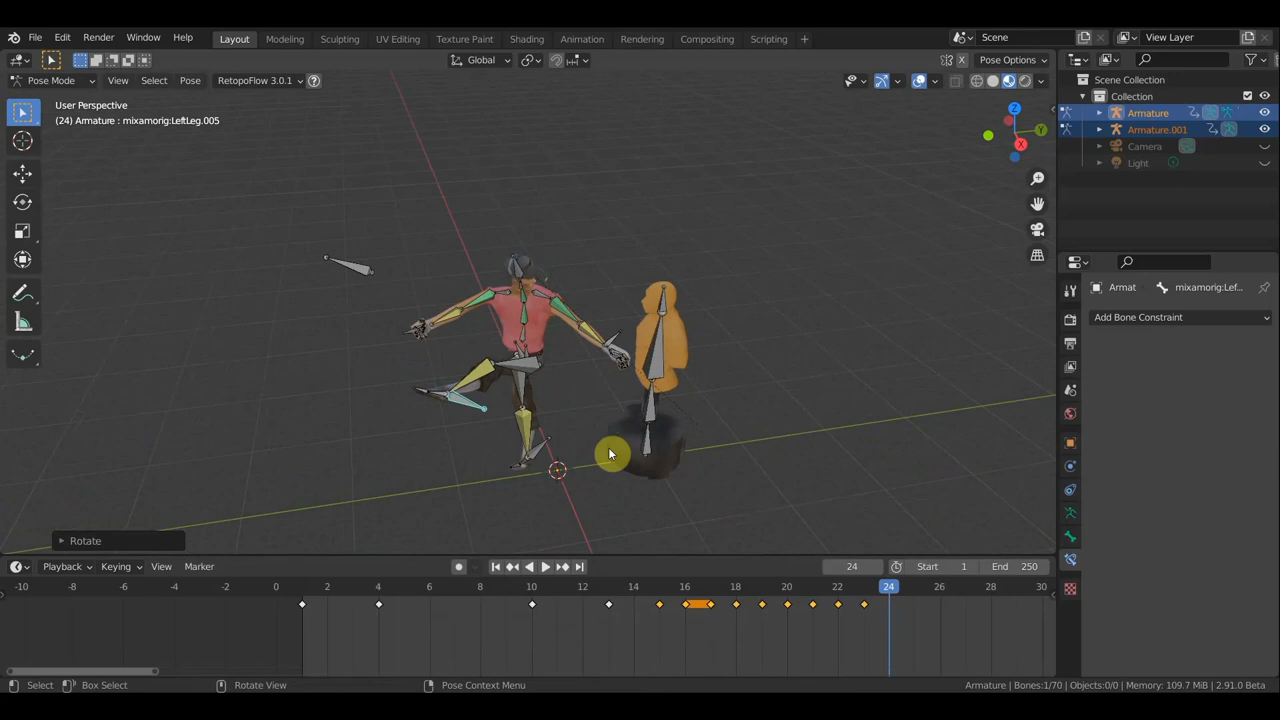 File Edit Render Window Help Layout Modeling Sculpting UV Editing Texture Paint Shading Animation Rendering Compositing Scripting + Scene View Layer
Global Pose Options
Pose Mode View Select Pose RetopoFlow 3.0.1
User Perspective
(24) Armature : mixamorig:LeftLeg.005
X
Y
Z
Scene Collection
Collection
Armature
Armature.001
Camera
Light
Armat mixamorig:Lef...
Add Bone Constraint
Rotate
Playback Keying View Marker 24 Start 1 End 250
-10 -8 -6 -4 -2 0 2 4 6 8 10 12 14 16 18 20 22 24 26 28 30
Select Box Select Rotate View Pose Context Menu Armature | Bones:1/70 | Objects:0/0 | Memory: 109.7 MiB | 2.91.0 Beta